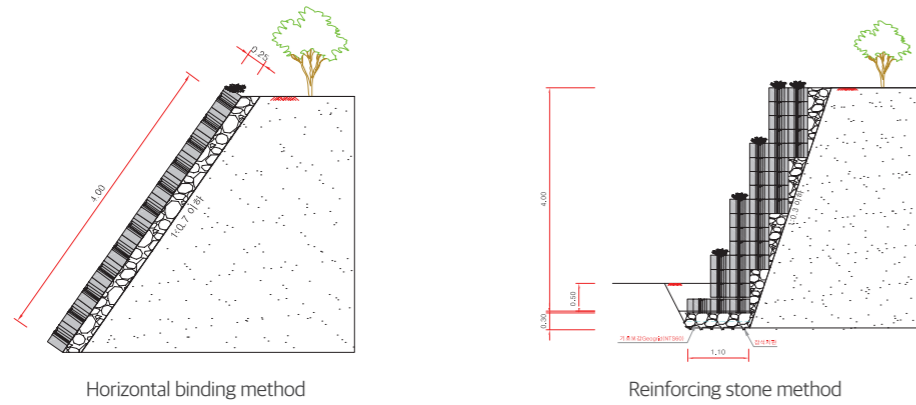 0.25
4.00
1:0.7 이하
Horizontal binding method
4.00
0.50
0.30
1:0.3 이하
1.10
Reinforcing stone method